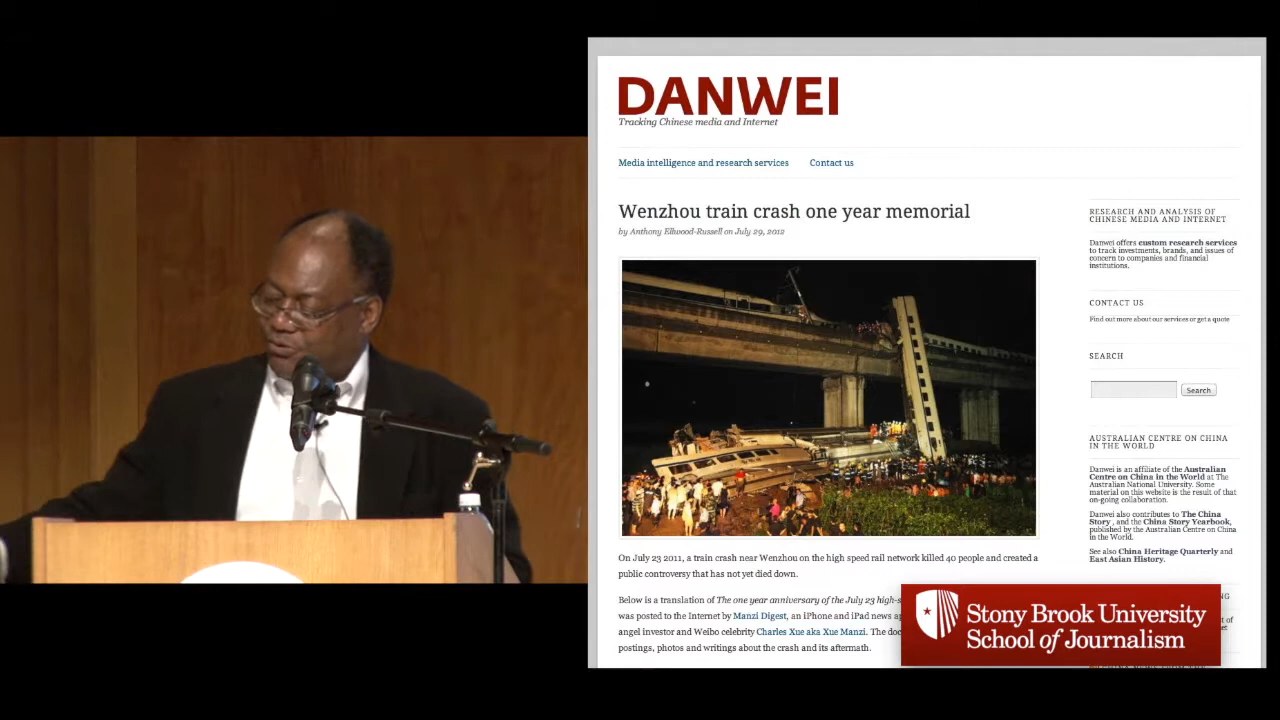 DANWEI
Tracking Chinese media and Internet
Media intelligence and research services
Contact us
Wenzhou train crash one year memorial
by Anthony Ellwood-Russell on July 29, 2012
On July 23 2011, a train crash near Wenzhou on the high speed rail network killed 40 people and created a
public controversy that has not yet died down.
Below is a translation of The one year anniversary of the July 23 high-s
was posted to the Internet by Manzi Digest, an iPhone and iPad news ap
angel investor and Weibo celebrity Charles Xue aka Xue Manzi. The doc
postings, photos and writings about the crash and its aftermath.
RESEARCH AND ANALYSIS OF
CHINESE MEDIA AND INTERNET
Danwei offers custom research services
to track investments, brands, and issues of
concern to companies and financial
institutions.
CONTACT US
Find out more about our services or get a quote
SEARCH
Search
AUSTRALIAN CENTRE ON CHINA
IN THE WORLD
Danwei is an affiliate of the Australian
Centre on China in the World at The
Australian National University. Some
material on this website is the result of that
on-going collaboration.
Danwei also contributes to The China
Story , and the China Story Yearbook,
published by the Australian Centre on China
in the World.
See also China Heritage Quarterly and
East Asian History.
NG
t of
net
Stony Brook University
School of Journalism